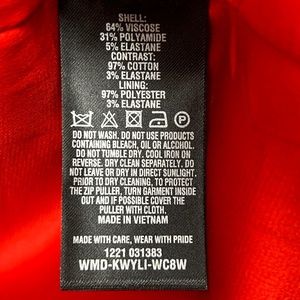 SHELL:
64% VISCOSE
31% POLYAMIDE
5% ELASTANE
CONTRAST:
97% COTTON
3% ELASTANE
LINING:
97% POLYESTER
3% ELASTANE
P
DO NOT WASH. DO NOT USE PRODUCTS
CONTAINING BLEACH, OIL OR ALCOHOL.
DO NOT TUMBLE DRY. COOL IRON ON
REVERSE. DRY CLEAN SEPARATELY. DO
NOT LEAVE OR DRY IN DIRECT SUNLIGHT.
PRIOR TO DRY CLEANING, TO PROTECT
THE ZIP PULLER, TURN GARMENT INSIDE
OUT AND IF POSSIBLE COVER THE
PULLER WITH CLOTH.
MADE IN VIETNAM
MADE WITH CARE, WEAR WITH PRIDE
1221 031383
WMD-KWYLI-WC8W